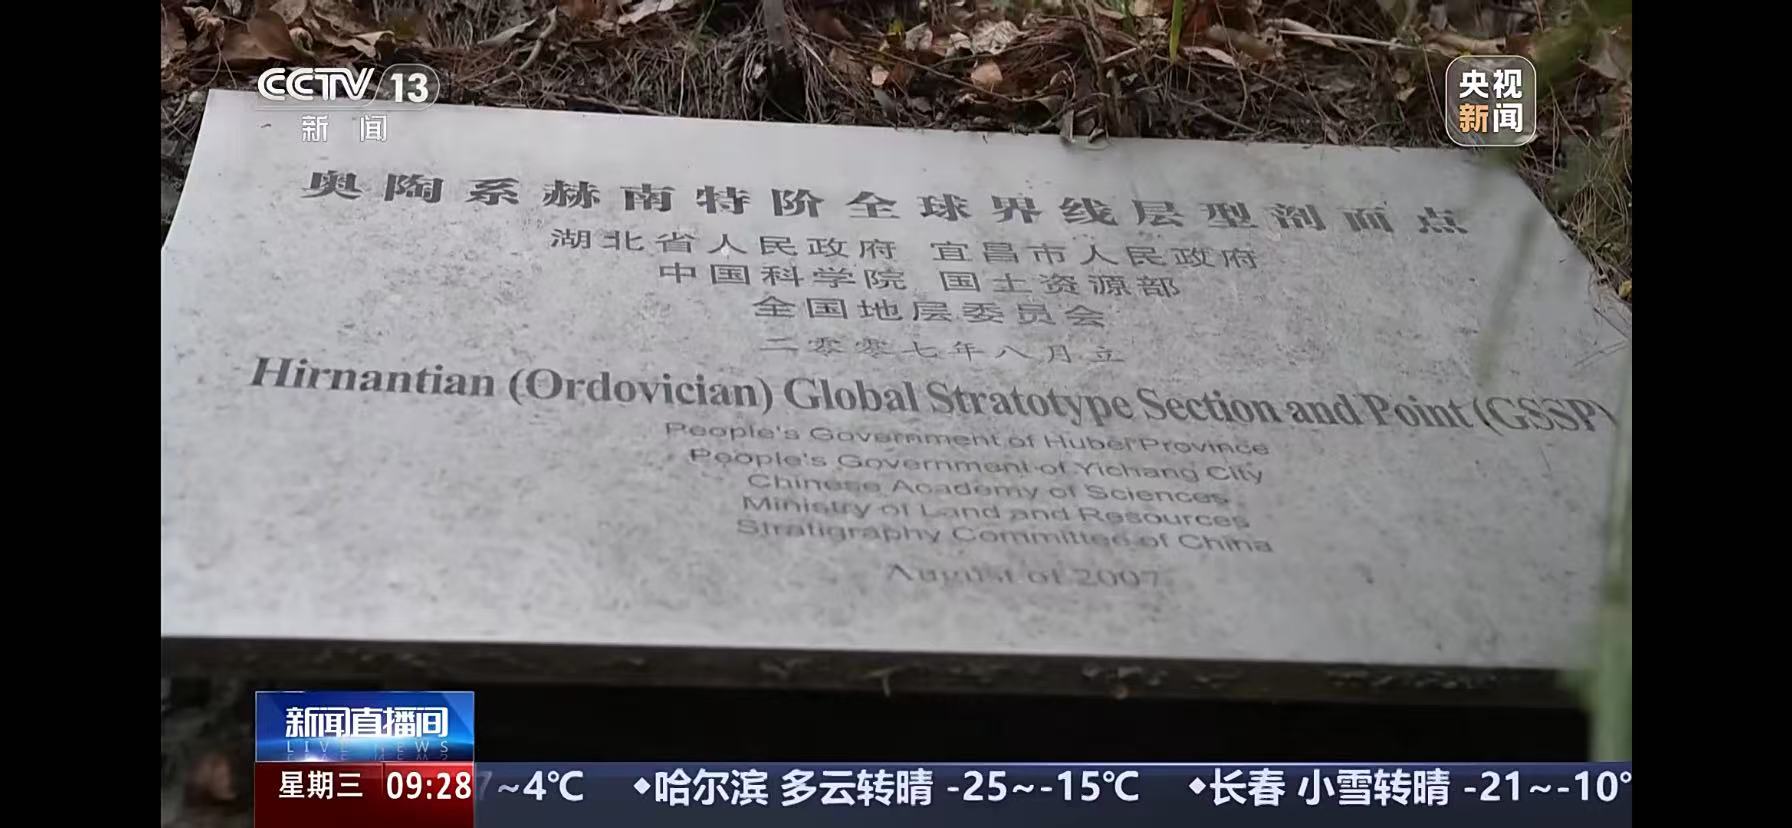 CCTV 13
新闻
央视
新闻
奥陶系赫南特阶全球界线层型剖面点
湖北省人民政府 宜昌市人民政府
中国科学院 国土资源部
全国地层委员会
二零零七年八月立
Hirnantian (Ordovician) Global Stratotype Section and Point (GSSP)
People's Government of Hubei Province
People's Government of Yichang City
Chinese Academy of Sciences
Ministry of Land and Resources
Stratigraphy Committee of China
August of 2007
新闻直播间
LIVE NEWS
星期三 09:28 7~4℃ ◆哈尔滨 多云转晴 -25~-15℃ ◆长春 小雪转晴 -21~-10°